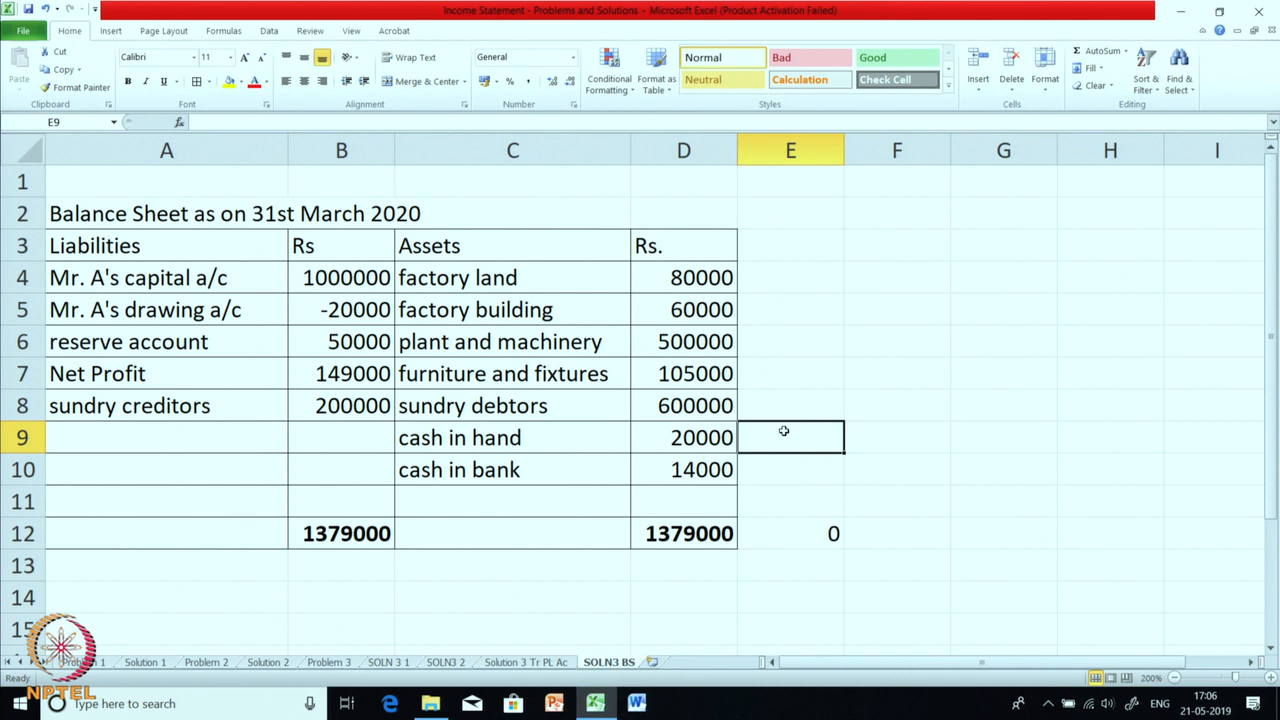 Income Statement - Problems and Solutions - Microsoft Excel (Product Activation Failed)
File Home Insert Page Layout Formulas Data Review View Acrobat
Paste
Cut
Copy
Format Painter
Clipboard
Calibri 11
B I U
Font
Wrap Text
Merge & Center
Alignment
General
Number
Conditional Formatting
Format as Table
Normal Bad Good
Neutral Calculation Check Cell
Styles
Insert Delete Format
Cells
AutoSum
Fill
Clear
Sort & Filter
Find & Select
Editing
E9 fx
A B C D E F G H I
1
2 Balance Sheet as on 31st March 2020
3 Liabilities Rs Assets Rs.
4 Mr. A's capital a/c 1000000 factory land 80000
5 Mr. A's drawing a/c -20000 factory building 60000
6 reserve account 50000 plant and machinery 500000
7 Net Profit 149000 furniture and fixtures 105000
8 sundry creditors 200000 sundry debtors 600000
9 cash in hand 20000
10 cash in bank 14000
11
12 1379000 1379000 0
13
14
15
Problem 1 Solution 1 Problem 2 Solution 2 Problem 3 SOLN 3 1 SOLN3 2 Solution 3 Tr PL Ac SOLN3 BS
Ready 200%
NPTEL
Type here to search
ENG
17:06
21-05-2019